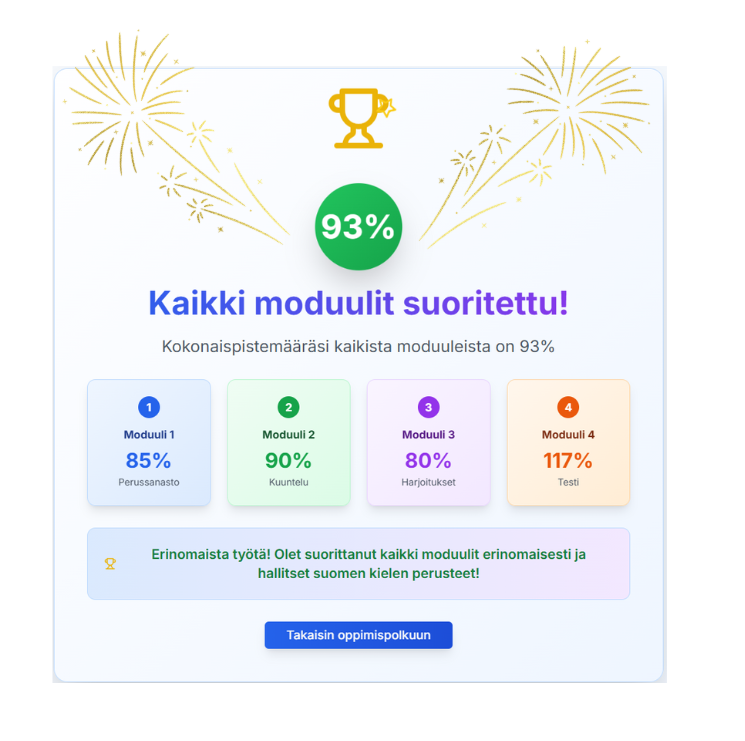 93%
Kaikki moduulit suoritettu!
Kokonaispistemääräsi kaikista moduuleista on 93%
1
Moduuli 1
85%
Perussanasto
2
Moduuli 2
90%
Kuuntelu
3
Moduuli 3
80%
Harjoitukset
4
Moduuli 4
117%
Testi
Erinomaista työtä! Olet suorittanut kaikki moduulit erinomaisesti ja
hallitset suomen kielen perusteet!
Takaisin oppimispolkuun